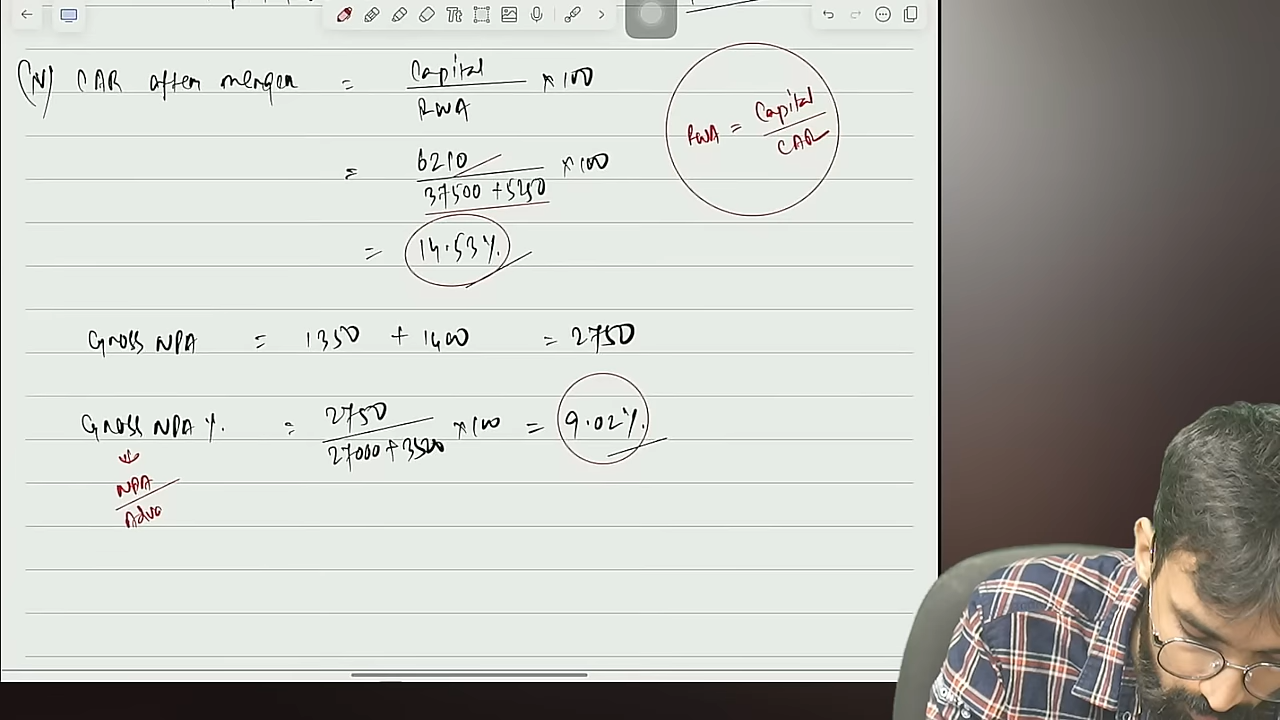 (iv) CAR after merger = Capital / RWA × 100
RWA = Capital / CAR
= 6210 / 37500 + 5250 × 100
= 14.53%.
Gross NPA = 1350 + 1400 = 2750
Gross NPA %. = 2750 / 27000 + 3500 × 100 = 9.02%.
NPA / Adva